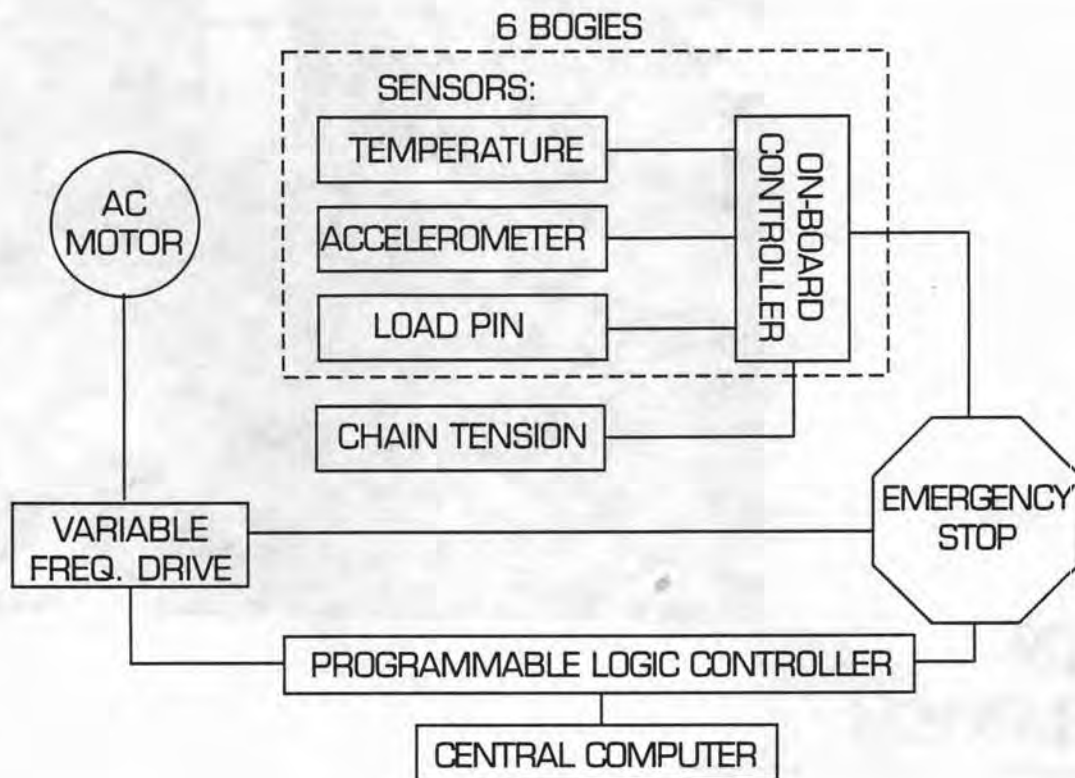 6 BOGIES
SENSORS:
TEMPERATURE
ACCELEROMETER
LOAD PIN
ON-BOARD
CONTROLLER
CHAIN TENSION
AC
MOTOR
VARIABLE
FREQ. DRIVE
EMERGENCY
STOP
PROGRAMMABLE LOGIC CONTROLLER
CENTRAL COMPUTER